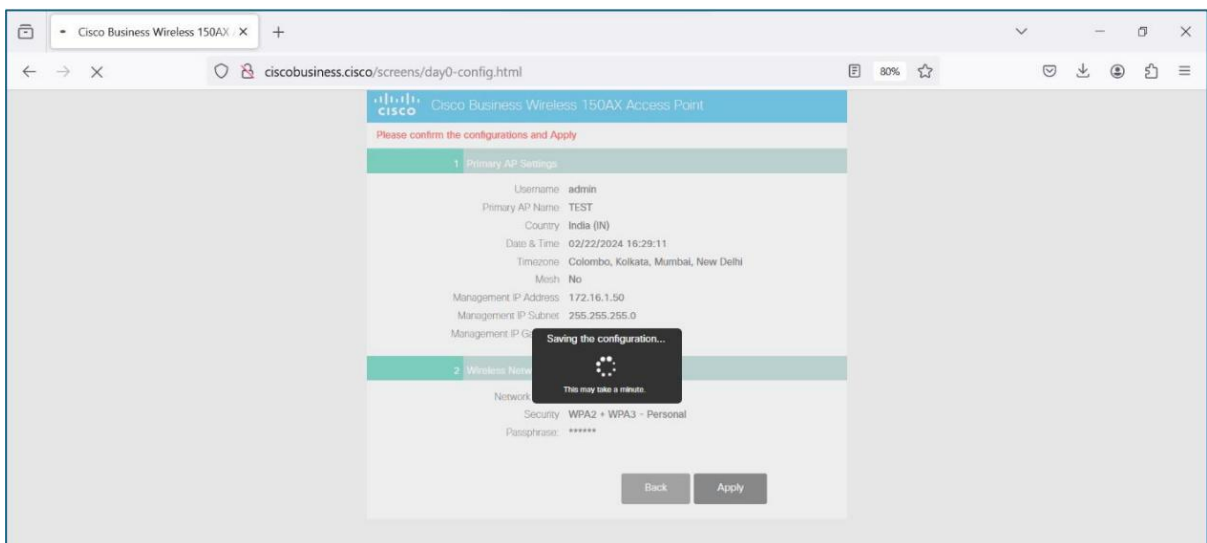 Cisco Business Wireless 150AX
ciscobusiness.cisco/screens/day0-config.html 80%
CISCO Cisco Business Wireless 150AX Access Point
Please confirm the configurations and Apply
1 Primary AP Settings
Username admin
Primary AP Name TEST
Country India (IN)
Date & Time 02/22/2024 16:29:11
Timezone Colombo, Kolkata, Mumbai, New Delhi
Mesh No
Management IP Address 172.16.1.50
Management IP Subnet 255.255.255.0
Management IP
Saving the configuration...
2 Wireless
This may take a minute.
Network
Security WPA2 + WPA3 - Personal
Passphrase: ******
Back Apply